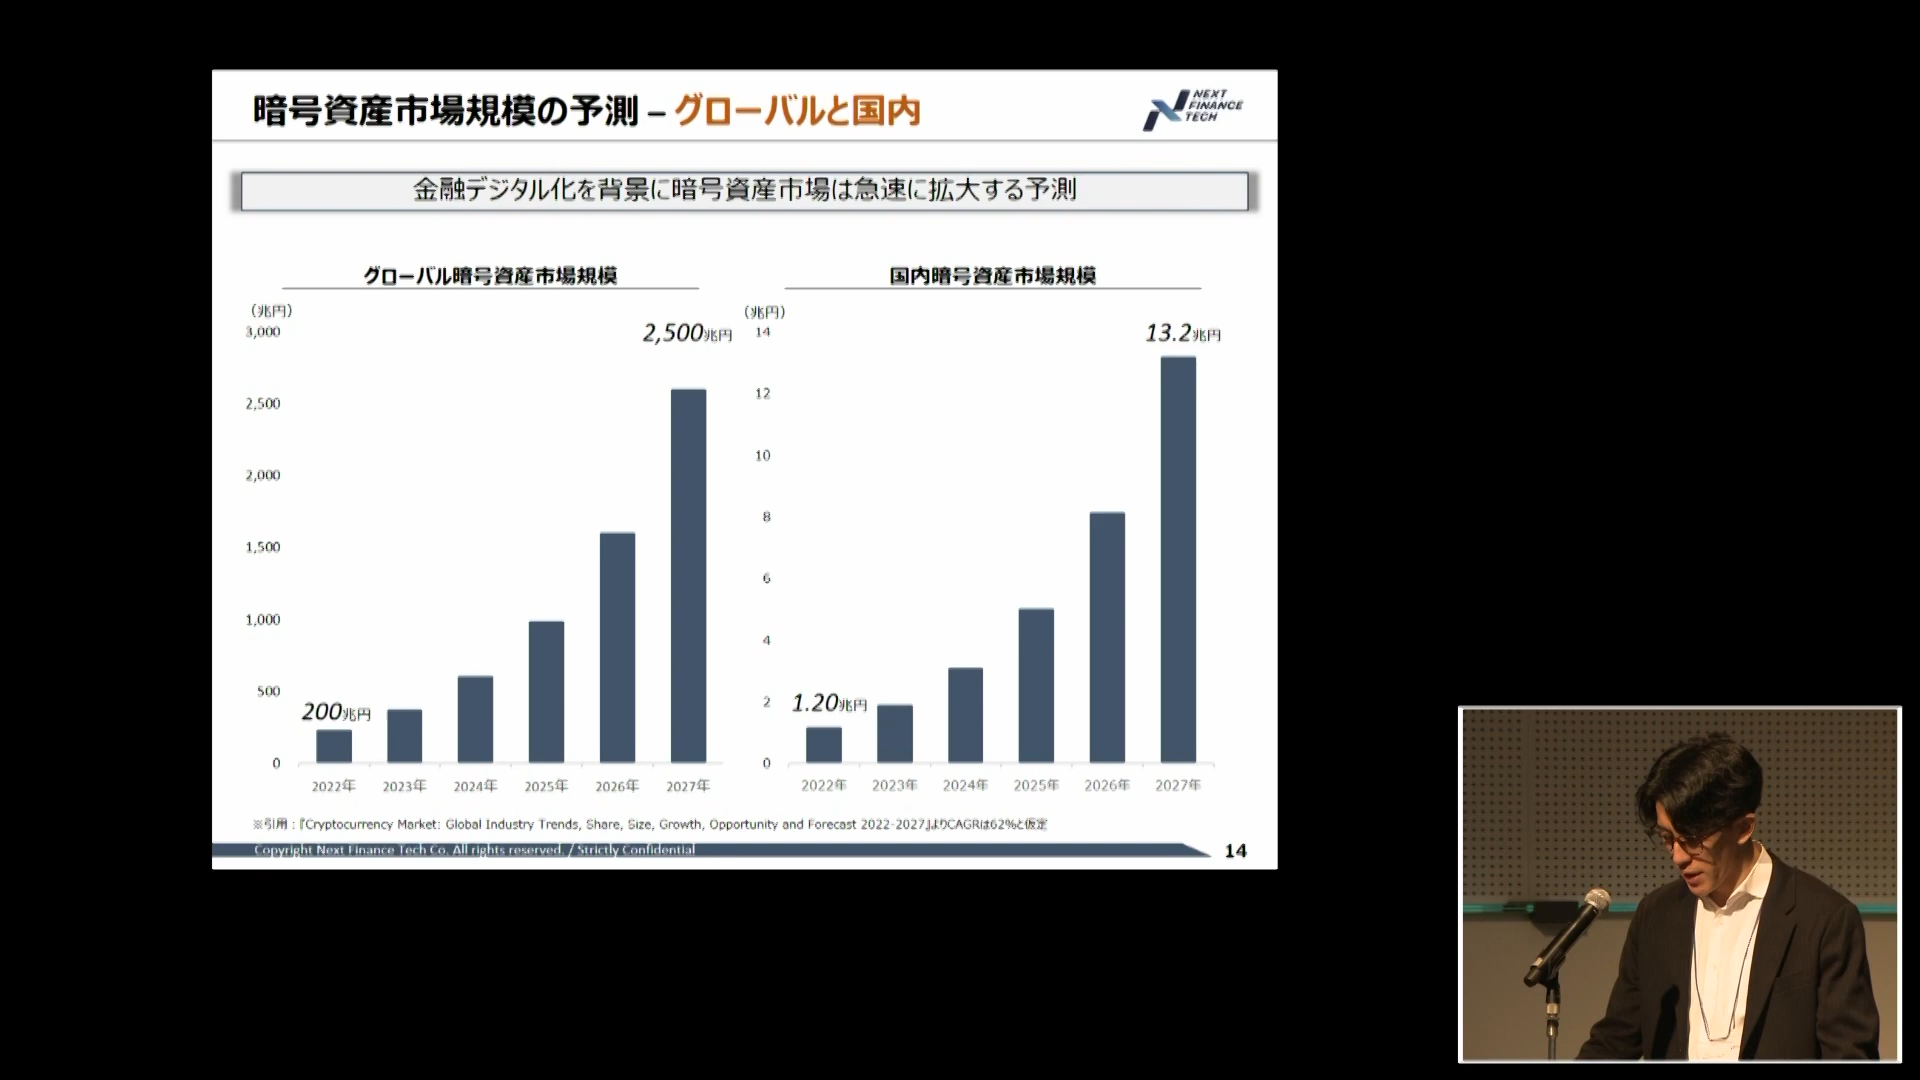 暗号資産市場規模の予測 – グローバルと国内
NEXT
FINANCE
TECH
金融デジタル化を背景に暗号資産市場は急速に拡大する予測
グローバル暗号資産市場規模
(兆円)
3,000
2,500
2,000
1,500
1,000
500
0
200兆円
2,500兆円
2022年 2023年 2024年 2025年 2026年 2027年
国内暗号資産市場規模
(兆円)
14
12
10
8
6
4
2
0
1.20兆円
13.2兆円
2022年 2023年 2024年 2025年 2026年 2027年
※引用：『Cryptocurrency Market: Global Industry Trends, Share, Size, Growth, Opportunity and Forecast 2022-2027』よりCAGRは62%と仮定
Copyright Next Finance Tech Co. All rights reserved. / Strictly Confidential
14